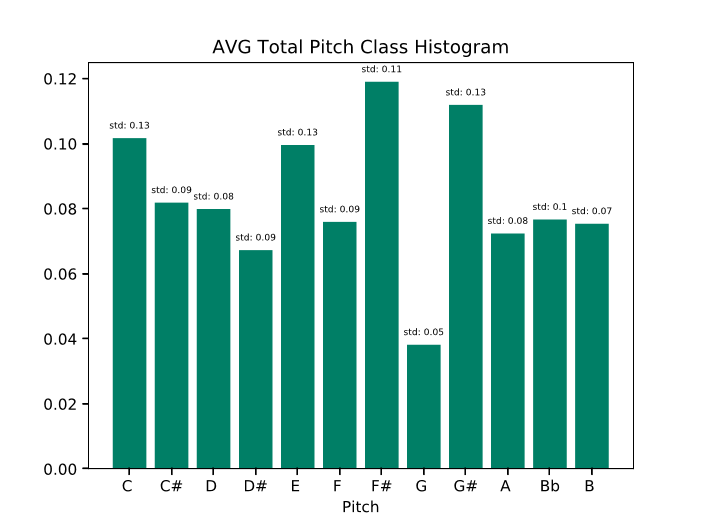 AVG Total Pitch Class Histogram
0.12
0.10
0.08
0.06
0.04
0.02
0.00
std: 0.13
std: 0.09
std: 0.08
std: 0.09
std: 0.13
std: 0.09
std: 0.11
std: 0.05
std: 0.13
std: 0.08
std: 0.1
std: 0.07
C C# D D# E F F# G G# A Bb B
Pitch